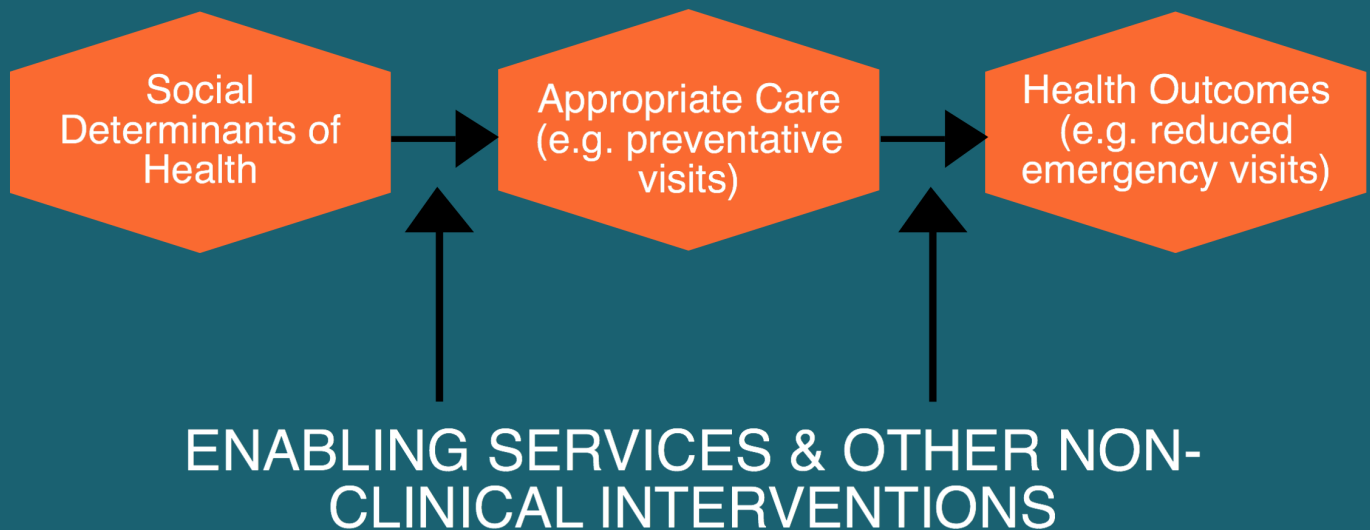 Social
Determinants of
Health
Appropriate Care
(e.g. preventative
visits)
Health Outcomes
(e.g. reduced
emergency visits)
ENABLING SERVICES & OTHER NON-
CLINICAL INTERVENTIONS